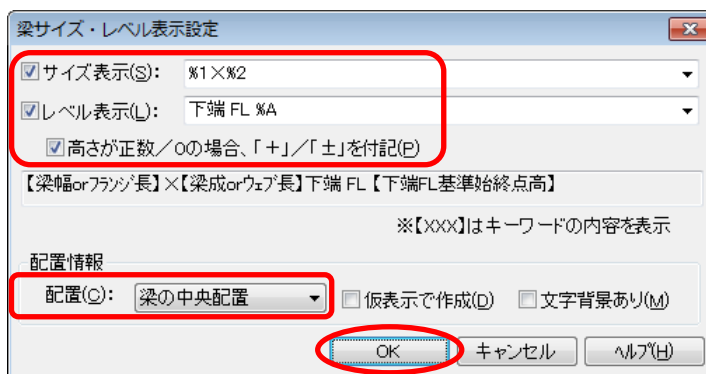 梁サイズ・レベル表示設定
サイズ表示(S): %1×%2
レベル表示(L): 下端 FL %A
高さが正数/0の場合、「+」/「±」を付記(P)
【梁幅orフランジ長】×【梁成orウェブ長】下端 FL 【下端FL基準始終点高】
※【XXX】はキーワードの内容を表示
配置情報
配置(C): 梁の中央配置 仮表示で作成(D) 文字背景あり(M)
OK キャンセル ヘルプ(H)